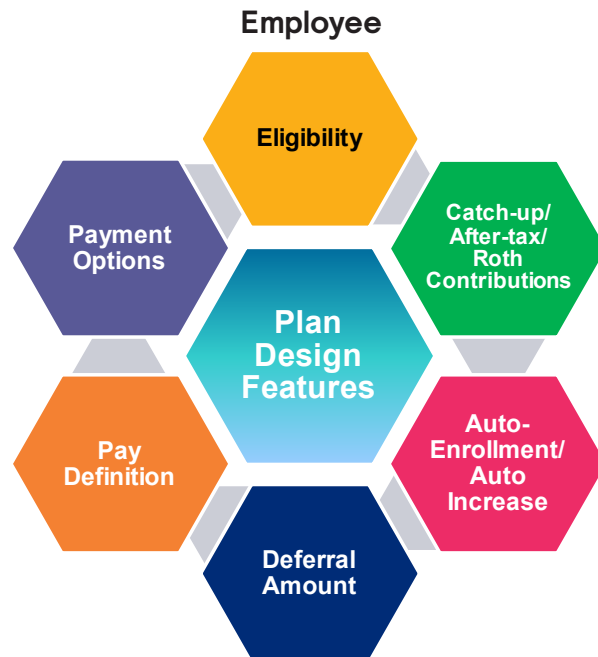 Employee
Eligibility
Catch-up/
After-tax/
Roth
Contributions
Auto-
Enrollment/
Auto
Increase
Deferral
Amount
Pay
Definition
Payment
Options
Plan
Design
Features